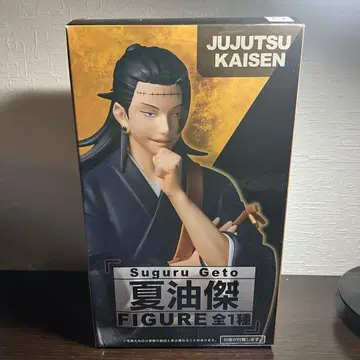 JUJUTSU
KAISEN
Suguru Geto
夏油傑
FIGURE 全1種